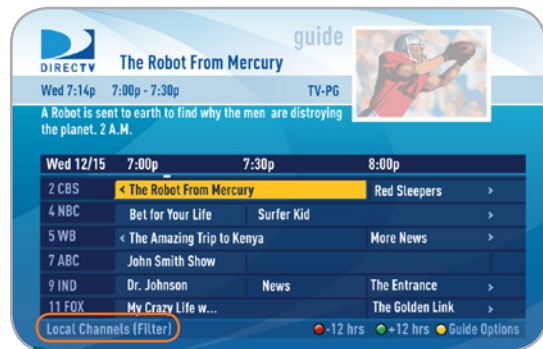 guide
DIRECTV
The Robot From Mercury
Wed 7:14p 7:00p - 7:30p TV-PG
A Robot is sent to earth to find why the men are distroying
the planet. 2 A.M.
Wed 12/15 7:00p 7:30p 8:00p
2 CBS < The Robot From Mercury Red Sleepers >
4 NBC Bet for Your Life Surfer Kid >
5 WB < The Amazing Trip to Kenya More News >
7 ABC John Smith Show
9 IND Dr. Johnson News The Entrance >
11 FOX My Crazy Life w... The Golden Link >
Local Channels (Filter) -12 hrs +12 hrs Guide Options